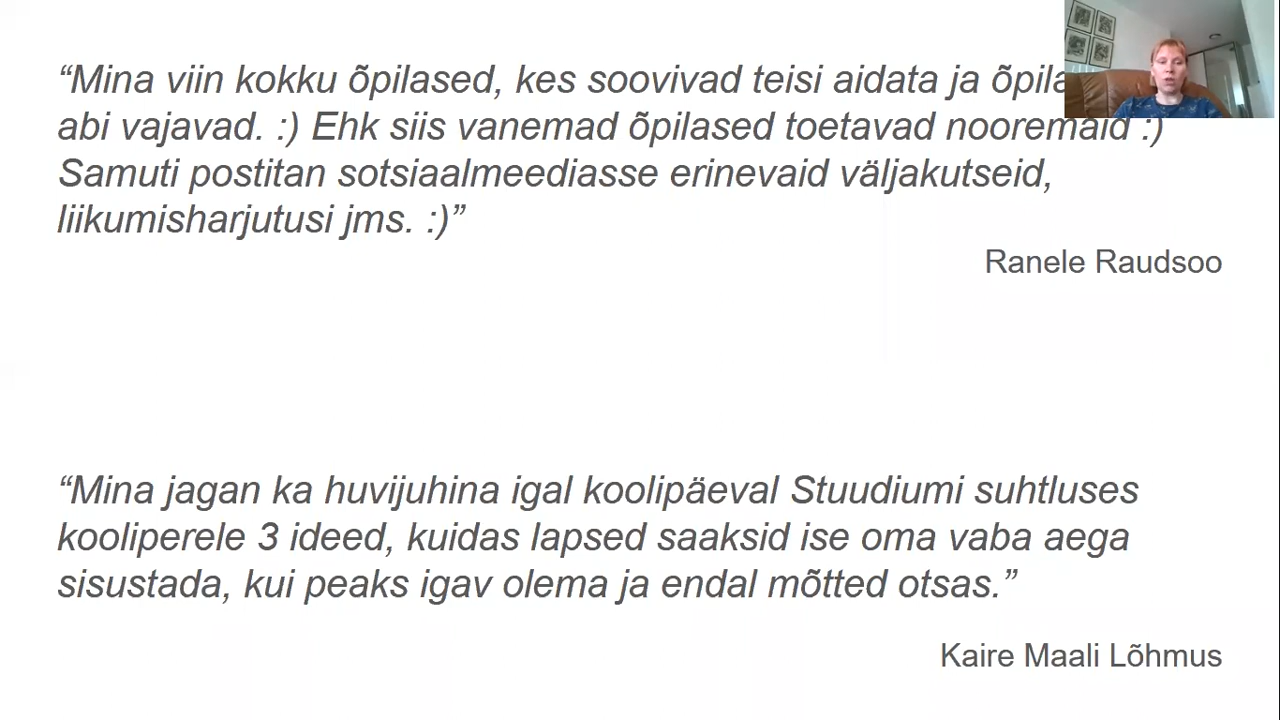 “Mina viin kokku õpilased, kes soovivad teisi aidata ja
abi vajavad. :) Ehk siis vanemad õpilased toetavad nooremaid :)
Samuti postitan sotsiaalmeediasse erinevaid väljakutseid,
liikumisharjutusi jms. :)”
Ranele Raudsoo
“Mina jagan ka huvijuhina igal koolipäeval Stuudiumi suhtluses
kooliperele 3 ideed, kuidas lapsed saaksid ise oma vaba aega
sisustada, kui peaks igav olema ja endal mõtted otsas.”
Kaire Maali Lõhmus